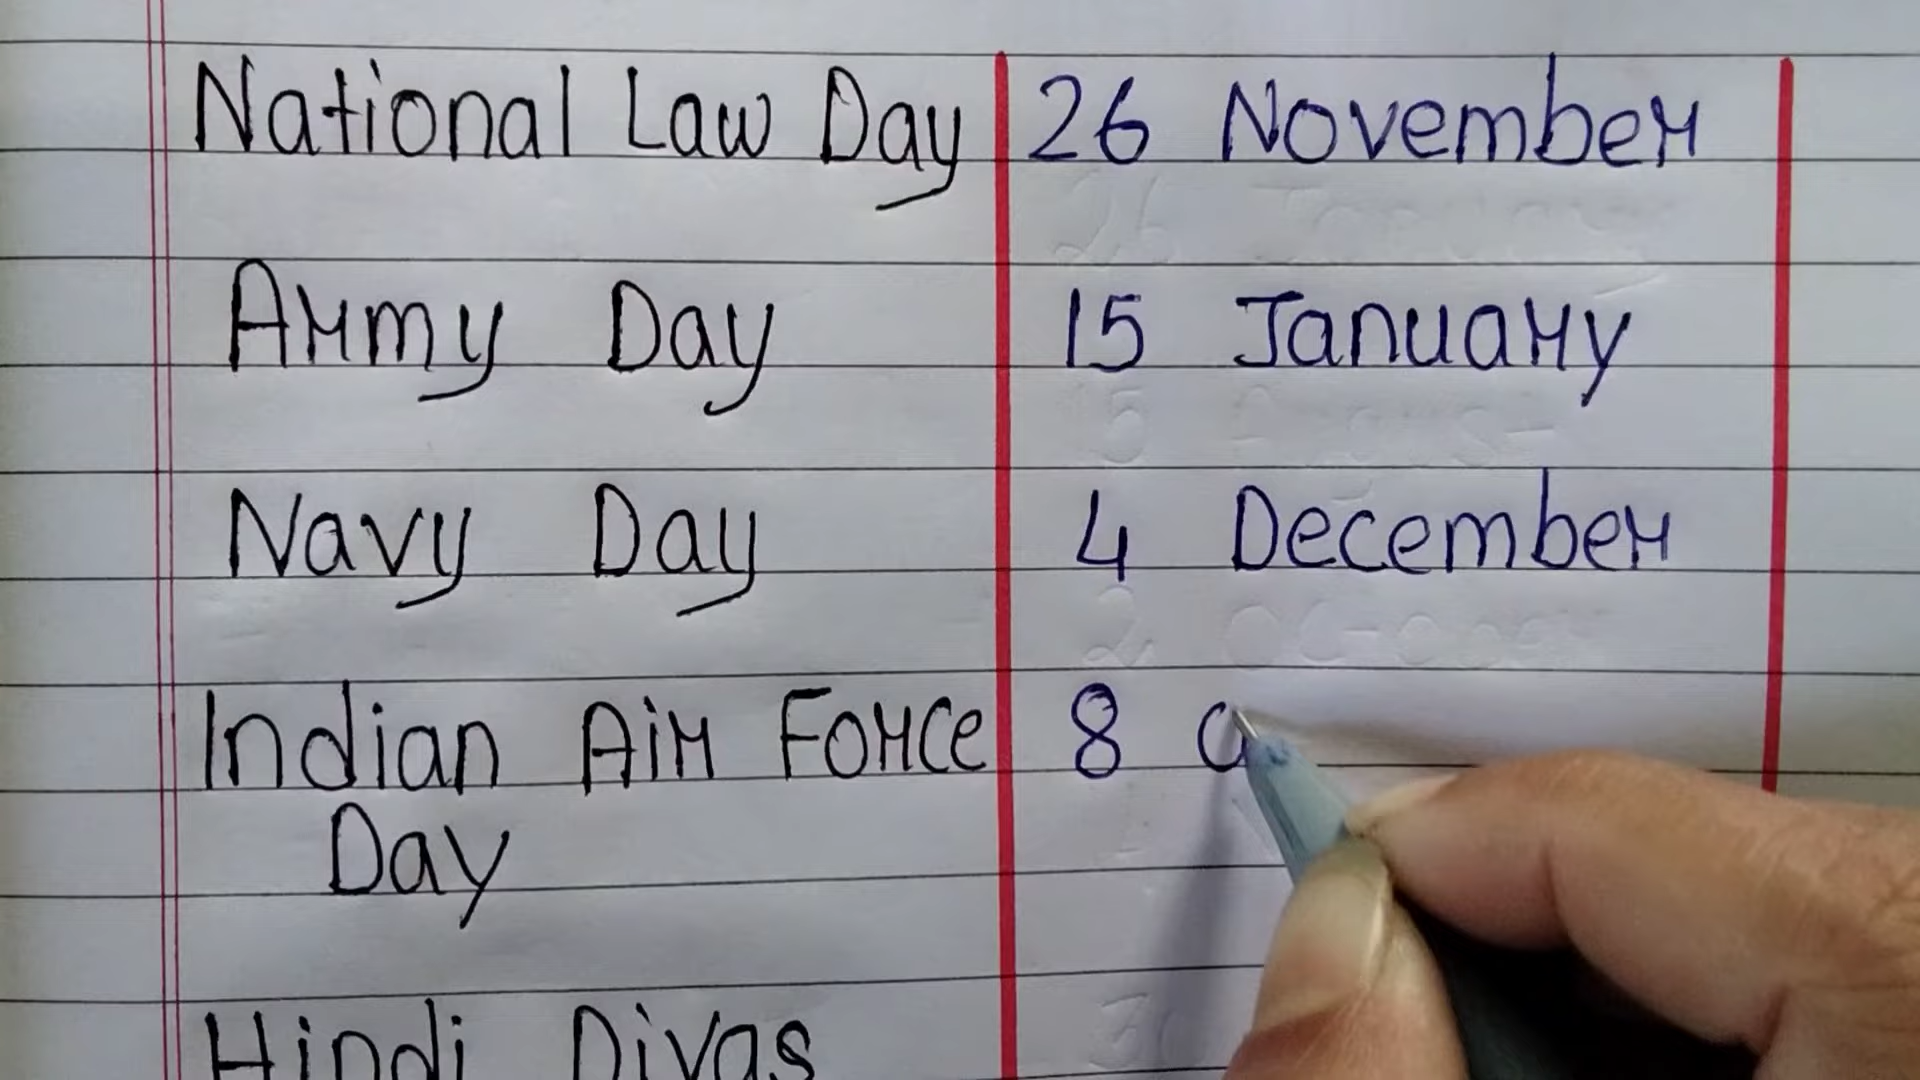 National Law Day 26 November
Army Day 15 January
Navy Day 4 December
Indian Air Force 8
Day
Hindi Divas